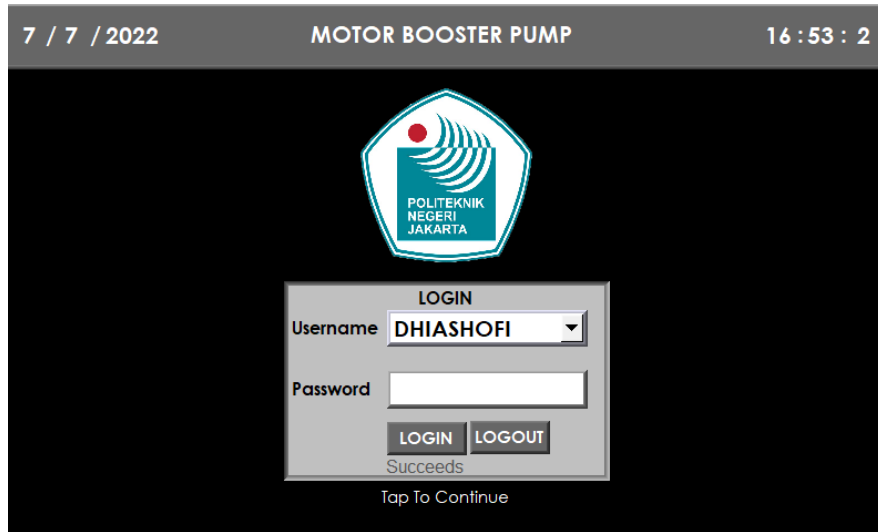 7 / 7 / 2022 MOTOR BOOSTER PUMP 16 : 53 : 2
POLITEKNIK
NEGERI
JAKARTA
LOGIN
Username DHIASHOFI
Password
LOGIN LOGOUT
Succeeds
Tap To Continue